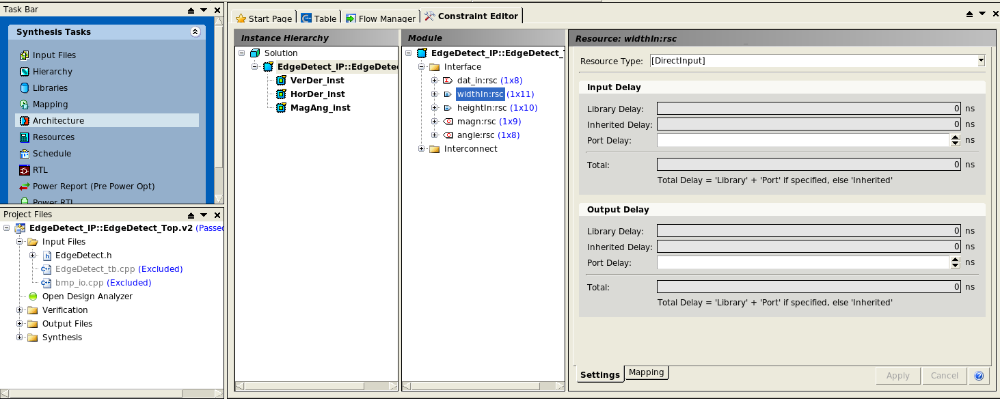 Task Bar
Synthesis Tasks
Input Files
Hierarchy
Libraries
Mapping
Architecture
Resources
Schedule
RTL
Power Report (Pre Power Opt)
Power RTL
Project Files
EdgeDetect_IP::EdgeDetect_Top.v2 (Passed
Input Files
EdgeDetect.h
EdgeDetect_tb.cpp (Excluded)
bmp_io.cpp (Excluded)
Open Design Analyzer
Verification
Output Files
Synthesis
Start Page
Table
Flow Manager
Constraint Editor
Instance Hierarchy
Solution
EdgeDetect_IP::EdgeDetec
VerDer_inst
HorDer_inst
MagAng_inst
Module
EdgeDetect_IP::EdgeDetect_
Interface
dat_in:rsc (1x8)
widthIn:rsc (1x11)
heightIn:rsc (1x10)
magn:rsc (1x9)
angle:rsc (1x8)
Interconnect
Resource: widthIn:rsc
Resource Type: [DirectInput]
Input Delay
Library Delay: 0 ns
Inherited Delay: 0 ns
Port Delay: ns
Total: 0 ns
Total Delay = 'Library' + 'Port' if specified, else 'Inherited'
Output Delay
Library Delay: 0 ns
Inherited Delay: 0 ns
Port Delay: ns
Total: 0 ns
Total Delay = 'Library' + 'Port' if specified, else 'Inherited'
Settings
Mapping
Apply
Cancel